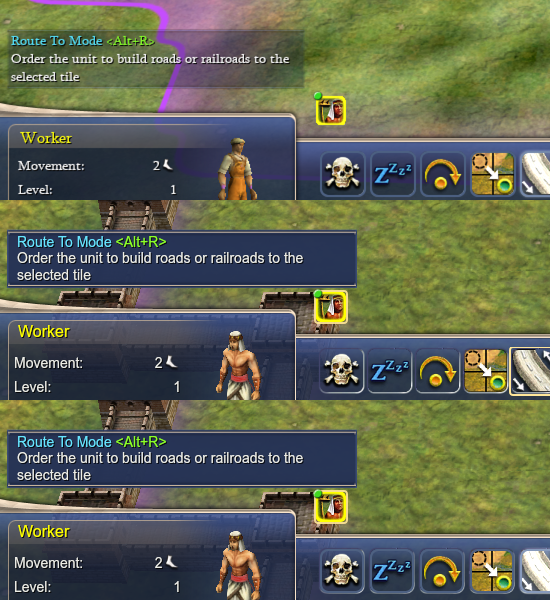 Route To Mode <Alt+R>
Order the unit to build roads or railroads to the
selected tile
Worker
Movement: 2
Level: 1
ZZzzz
Route To Mode <Alt+R>
Order the unit to build roads or railroads to the
selected tile
Worker
Movement: 2
Level: 1
ZZzzz
Route To Mode <Alt+R>
Order the unit to build roads or railroads to the
selected tile
Worker
Movement: 2
Level: 1
ZZzzz